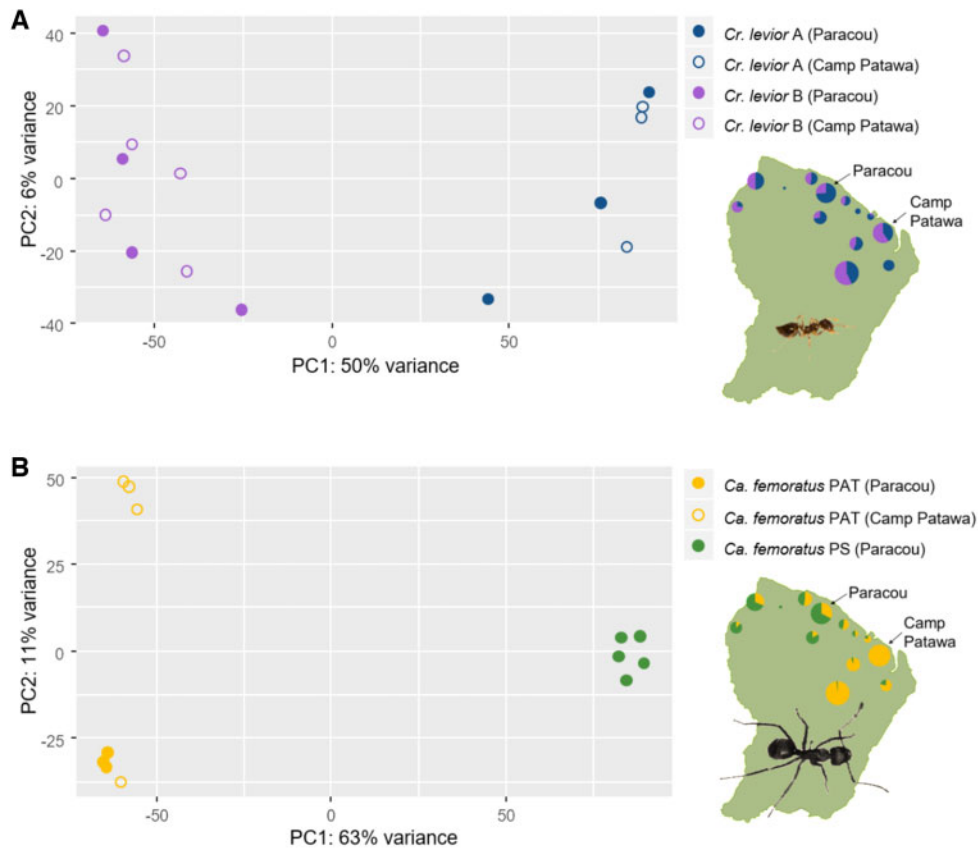 A
40
20
0
-20
-40
PC2: 6% variance
-50
0
50
PC1: 50% variance
Cr. levior A (Paracou)
Cr. levior A (Camp Patawa)
Cr. levior B (Paracou)
Cr. levior B (Camp Patawa)
Paracou
Camp
Patawa
B
50
25
0
-25
PC2: 11% variance
-50
0
50
PC1: 63% variance
Ca. femoratus PAT (Paracou)
Ca. femoratus PAT (Camp Patawa)
Ca. femoratus PS (Paracou)
Paracou
Camp
Patawa